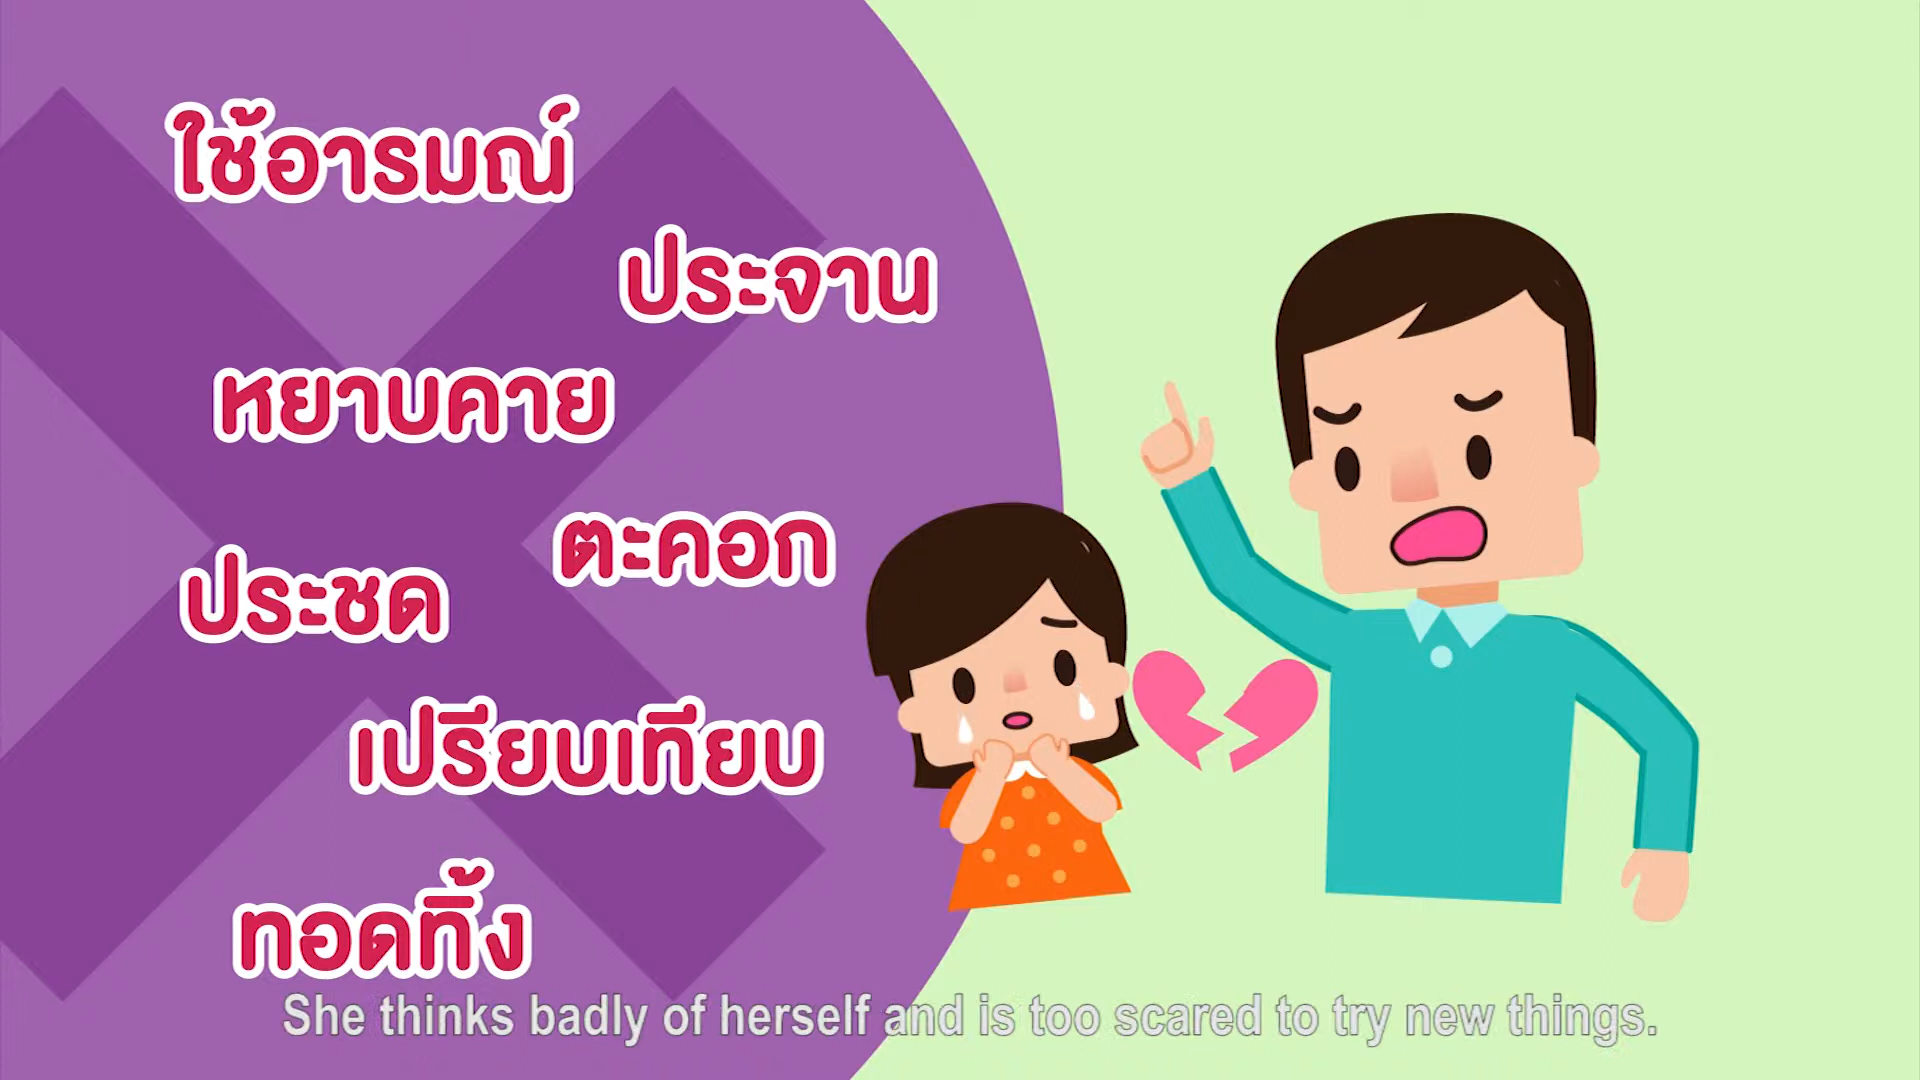 ใช้อารมณ์
ประจาน
หยาบคาย
ตะคอก
ประชด
เปรียบเทียบ
ทอดทิ้ง
She thinks badly of herself and is too scared to try new things.